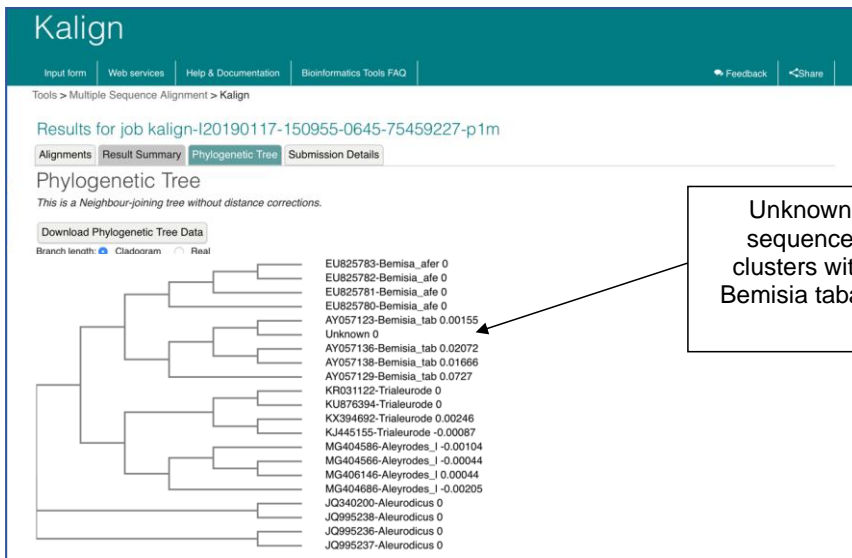 Kalign
Input form Web services Help & Documentation Bioinformatics Tools FAQ Feedback Share
Tools > Multiple Sequence Alignment > Kalign
Results for job kalign-I20190117-150955-0645-75459227-p1m
Alignments Result Summary Phylogenetic Tree Submission Details
Phylogenetic Tree
This is a Neighbour-joining tree without distance corrections.
Download Phylogenetic Tree Data
Branch length: Cladogram Real
EU825783-Bemisa_afer 0
EU825782-Bemisia_afe 0
EU825781-Bemisia_afe 0
EU825780-Bemisia_afe 0
AY057123-Bemisia_tab 0.00155
Unknown 0
AY057136-Bemisia_tab 0.02072
AY057138-Bemisia_tab 0.01666
AY057129-Bemisia_tab 0.0727
KR031122-Trialeurode 0
KU876394-Trialeurode 0
KX394692-Trialeurode 0.00246
KJ445155-Trialeurode -0.00087
MG404586-Aleyrodes_l -0.00104
MG404566-Aleyrodes_l -0.00044
MG406146-Aleyrodes_l 0.00044
MG404686-Aleyrodes_l -0.00205
JQ340200-Aleurodicus 0
JQ995238-Aleurodicus 0
JQ995236-Aleurodicus 0
JQ995237-Aleurodicus 0
Unknown
sequence
clusters wit
Bemisia taba